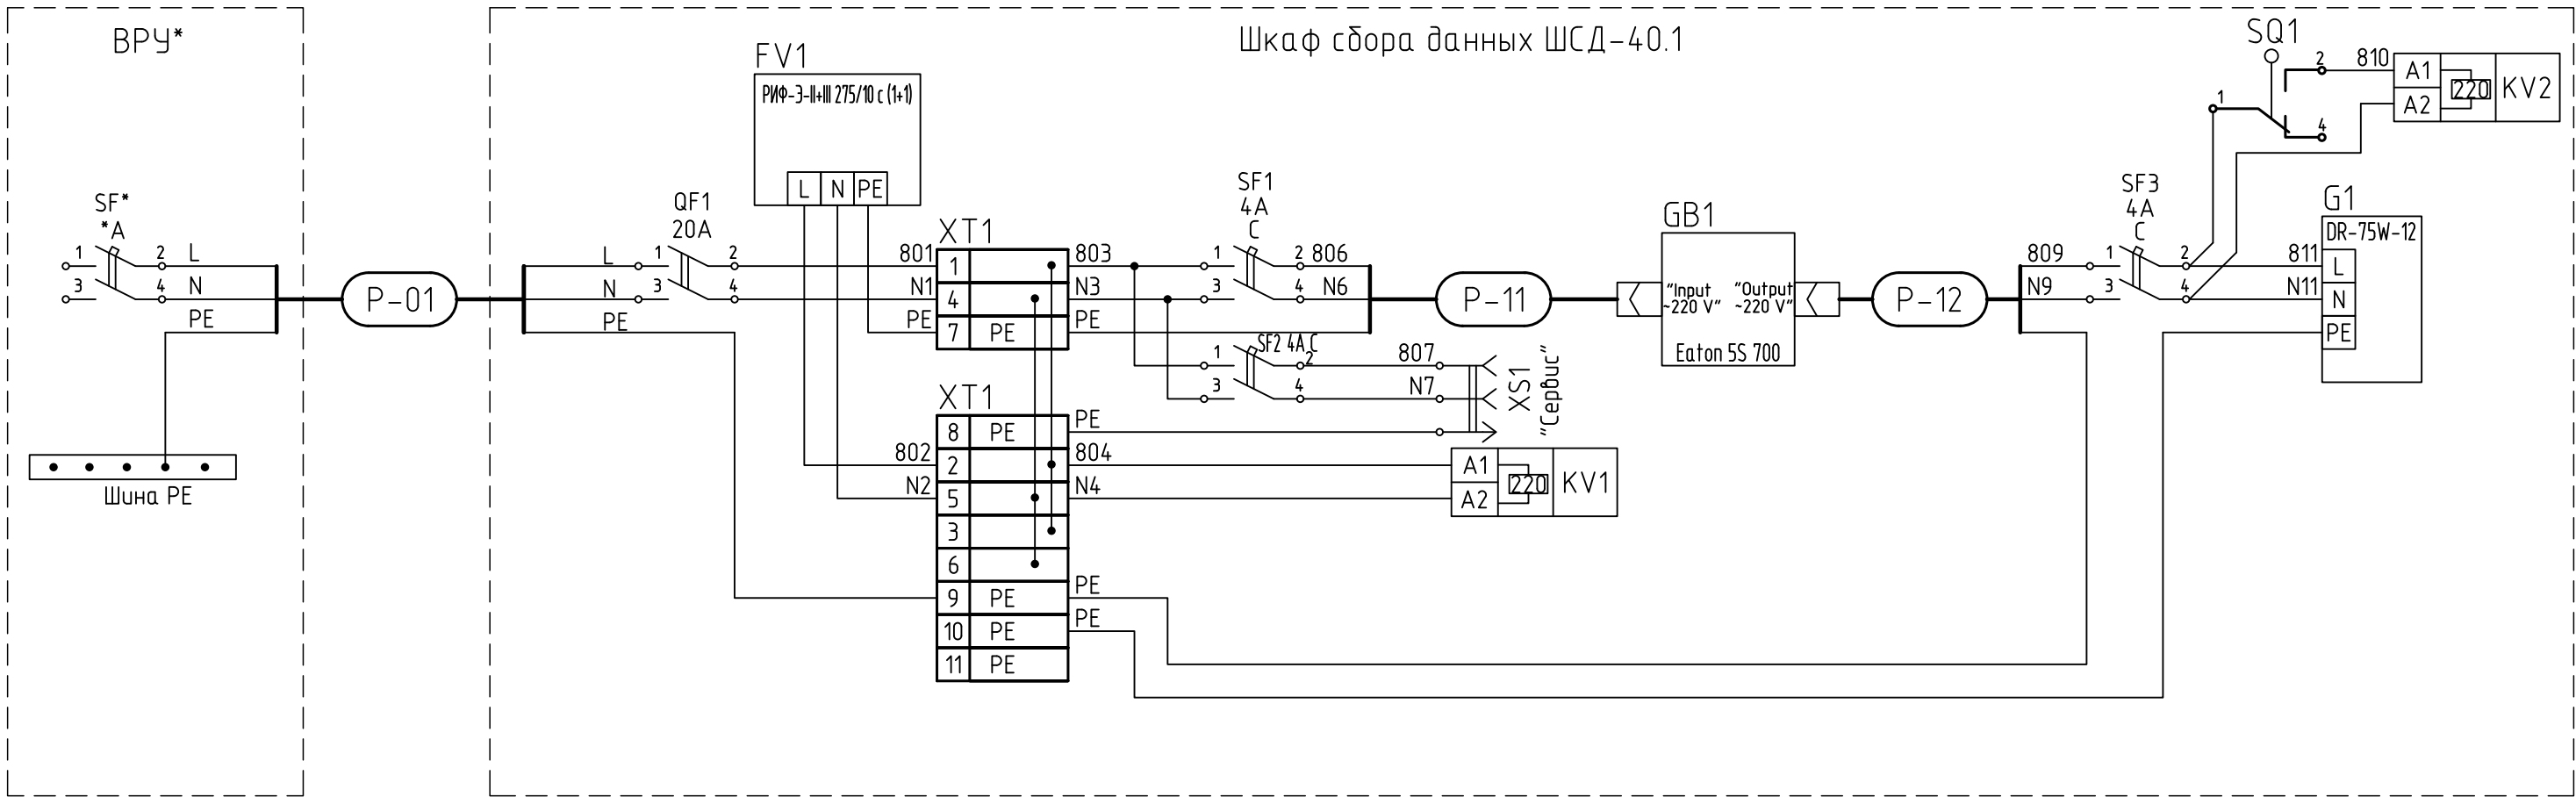 ВРУ*
SF*
*А
1
2
L
3
4
N
PE
Шина PE
P-01
Шкаф сбора данных ШСД-40.1
FV1
РИФ-Э-II+III 275/10 с (1+1)
L
N
PE
QF1
20А
L
1
2
801
N
3
4
N1
PE
PE
XT1
1
803
4
N3
7
PE
PE
SF1
4А
С
1
2
806
3
4
N6
SF2 4А С
1
2
807
3
4
N7
XS1
"Сервис"
XT1
8
PE
PE
802
2
804
N2
5
N4
3
6
9
PE
PE
10
PE
PE
11
PE
A1
A2
220
KV1
P-11
GB1
"Input
~220 V"
"Output
~220 V"
Eaton 5S 700
P-12
809
N9
SF3
4А
С
1
2
811
3
4
N11
SQ1
1
2
4
810
A1
A2
220
KV2
G1
DR-75W-12
L
N
PE